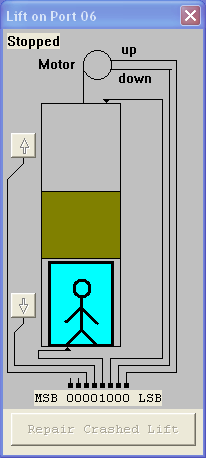 Lift on Port 06
Stopped
up
Motor
down
MSB 00001000 LSB
Repair Crashed Lift